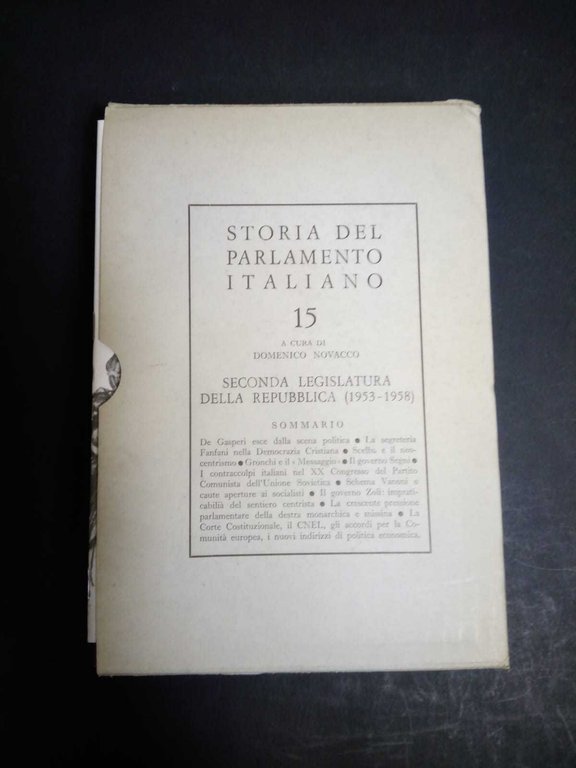 STORIA DEL
PARLAMENTO
ITALIANO
15
A CURA DI
DOMENICO NOVACCO
SECONDA LEGISLATURA
DELLA REPUBBLICA (1953-1958)
SOMMARIO
De Gasperi esce dalla scena politica ● La segreteria
Fanfani nella Democrazia Cristiana ● Scelba e il neo-
centrismo ● Gronchi e il «Messaggio» ● Il governo Segni ●
I contraccolpi italiani nel XX Congresso del Partito
Comunista dell'Unione Sovietica ● Schema Vanoni e
caute aperture ai socialisti ● Il governo Zoli: imprati-
cabilità del sentiero centrista ● La crescente pressione
parlamentare della destra monarchica e missina ● La
Corte Costituzionale, il CNEL, gli accordi per la Co-
munità europea, i nuovi indirizzi di politica economica.